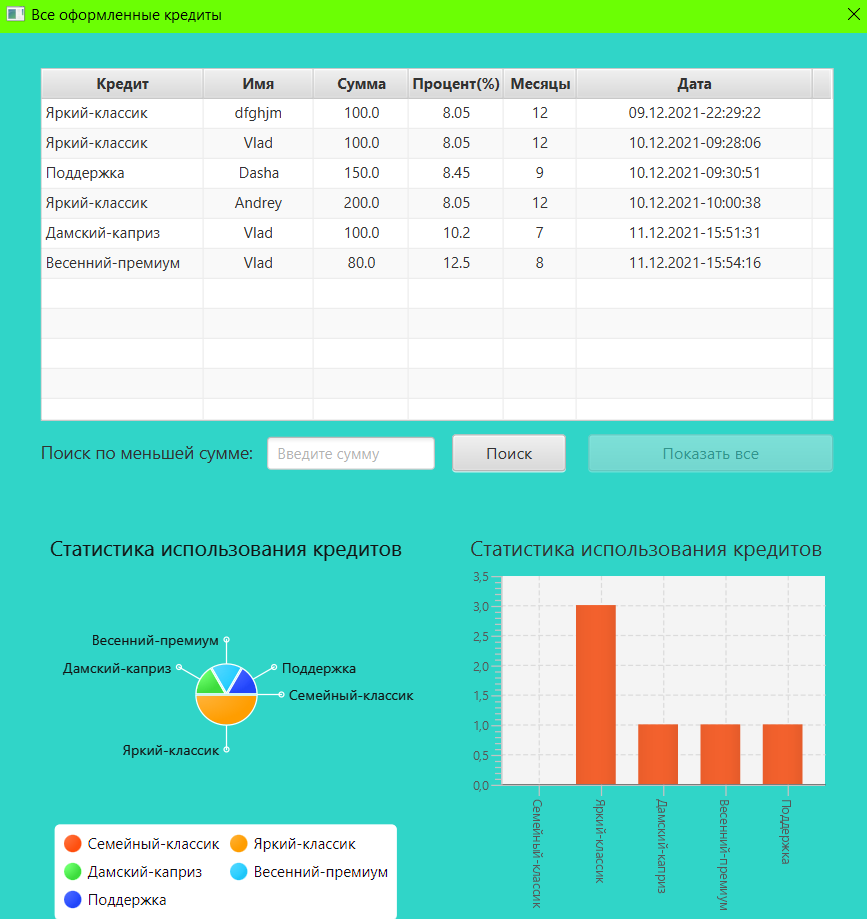 Все оформленные кредиты
Кредит Имя Сумма Процент(%) Месяцы Дата
Яркий-классик dfghjm 100.0 8.05 12 09.12.2021-22:29:22
Яркий-классик Vlad 100.0 8.05 12 10.12.2021-09:28:06
Поддержка Dasha 150.0 8.45 9 10.12.2021-09:30:51
Яркий-классик Andrey 200.0 8.05 12 10.12.2021-10:00:38
Дамский-каприз Vlad 100.0 10.2 7 11.12.2021-15:51:31
Весенний-премиум Vlad 80.0 12.5 8 11.12.2021-15:54:16
Поиск по меньшей сумме: Введите сумму Поиск Показать все
Статистика использования кредитов
Весенний-премиум
Дамский-каприз
Поддержка
Семейный-классик
Яркий-классик
Семейный-классик Яркий-классик
Дамский-каприз Весенний-премиум
Поддержка
Статистика использования кредитов
3,5
3,0
2,5
2,0
1,5
1,0
0,5
0,0
Семейный-классик
Яркий-классик
Дамский-каприз
Весенний-премиум
Поддержка